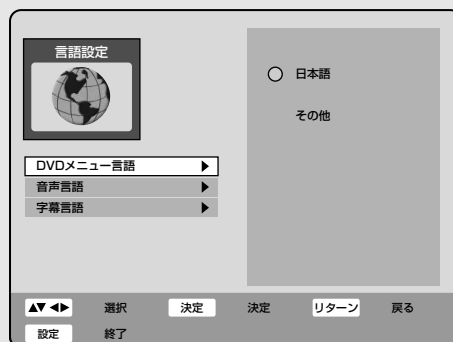 言語設定
DVDメニュー言語 ▶
音声言語 ▶
字幕言語 ▶
日本語
その他
▲▼ ◀▶ 選択 決定 決定 リターン 戻る
設定 終了